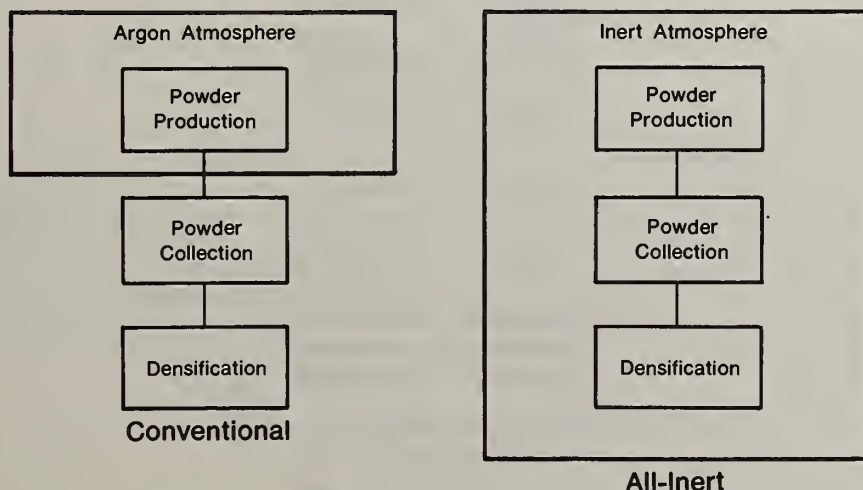 Argon Atmosphere
Powder
Production
Powder
Collection
Densification
Conventional
Inert Atmosphere
Powder
Production
Powder
Collection
Densification
All-Inert